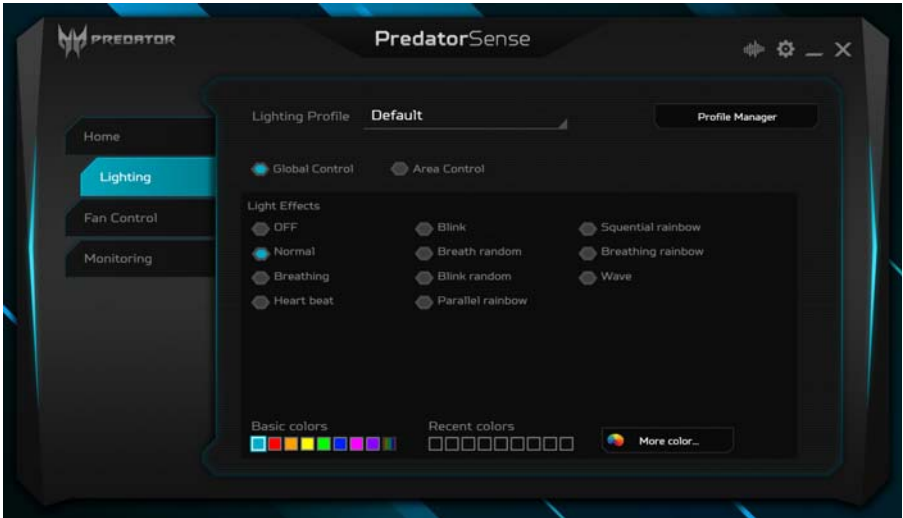 PREDATOR
PredatorSense
Lighting Profile Default
Profile Manager
Home
Lighting
Fan Control
Monitoring
Global Control
Area Control
Light Effects
OFF
Blink
Squential rainbow
Normal
Breath random
Breathing rainbow
Breathing
Blink random
Wave
Heart beat
Parallel rainbow
Basic colors
Recent colors
More color...